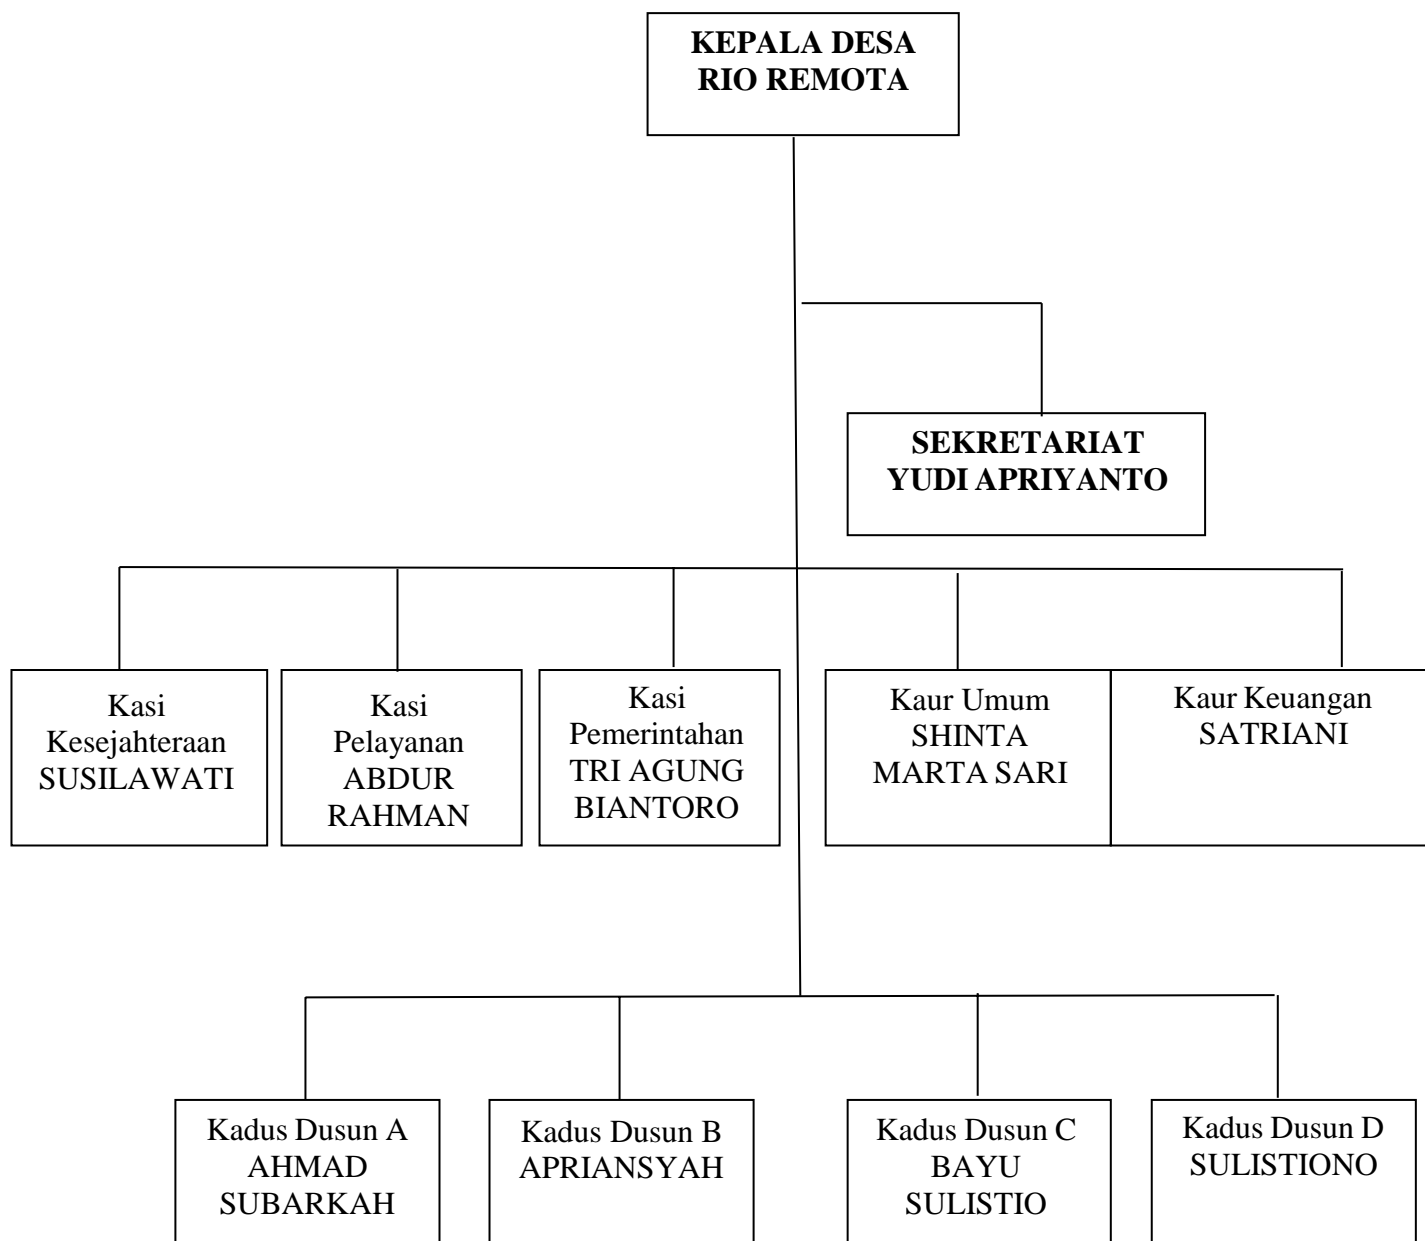 KEPALA DESA
RIO REMOTA
SEKRETARIAT
YUDI APRIYANTO
Kasi
Kesejahteraan
SUSILAWATI
Kasi
Pelayanan
ABDUR
RAHMAN
Kasi
Pemerintahan
TRI AGUNG
BIANTORO
Kaur Umum
SHINTA
MARTA SARI
Kaur Keuangan
SATRIANI
Kadus Dusun A
AHMAD
SUBARKAH
Kadus Dusun B
APRIANSYAH
Kadus Dusun C
BAYU
SULISTIO
Kadus Dusun D
SULISTIONO